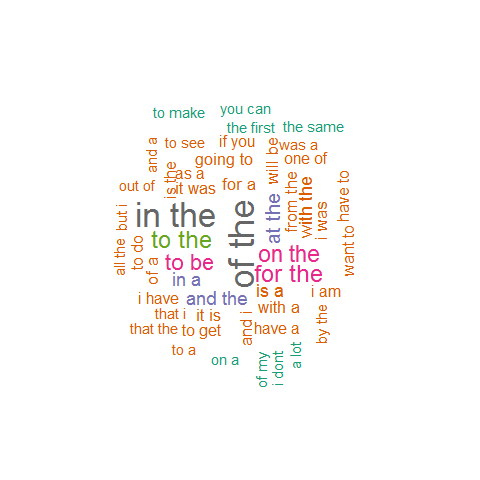 to make
you can
the first
the same
and a
to see
if you
will be
was a
is the
going to
one of
out of
as a
it was
for a
from the
with the
want to
have to
all the
but i
in the
of the
at the
i was
to do
to the
on the
of a
to be
for the
in a
i have
and the
is a
i am
that i
it is
and i
with a
by the
that the
to get
have a
to a
on a
of my
i dont
a lot